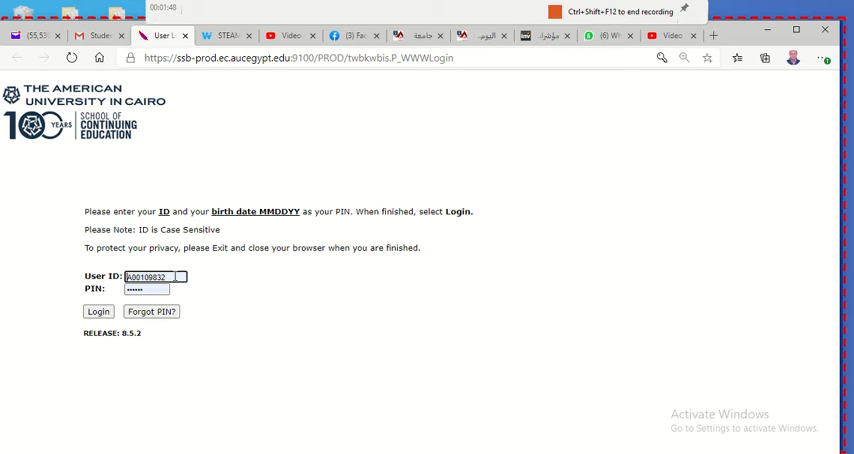 00:01:48
Ctrl+Shift+F12 to end recording
(55,53
Studen
User Lo
STEAM
Video
(3) Fac
جامعة
اليوم..
مؤشرا..
(6) Wh
Video
https://ssb-prod.ec.aucegypt.edu:9100/PROD/twbkwbis.P_WWWLogin
THE AMERICAN
UNIVERSITY IN CAIRO
100 YEARS
SCHOOL OF
CONTINUING
EDUCATION
Please enter your ID and your birth date MMDDYY as your PIN. When finished, select Login.
Please Note: ID is Case Sensitive
To protect your privacy, please Exit and close your browser when you are finished.
User ID: A00109832
PIN: ••••••
Login Forgot PIN?
RELEASE: 8.5.2
Activate Windows
Go to Settings to activate Windows.